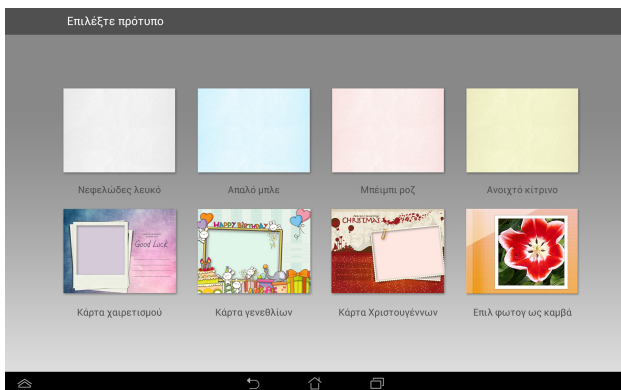 Επιλέξτε πρότυπο
Νεφελώδες λευκό
Απαλό μπλε
Μπέιμπι ροζ
Ανοιχτό κίτρινο
Good Luck
HAPPY BIRTHDAY
CHRISTMAS
Κάρτα χαιρετισμού
Κάρτα γενεθλίων
Κάρτα Χριστουγέννων
Επιλ φωτογ ως καμβά